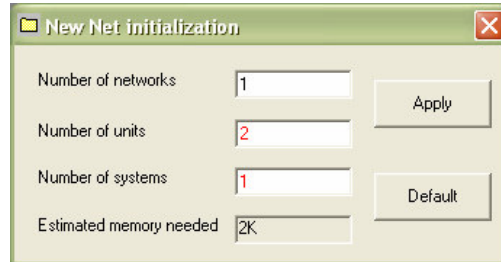 New Net initialization
Number of networks 1
Apply
Number of units 2
Number of systems 1
Default
Estimated memory needed 2K